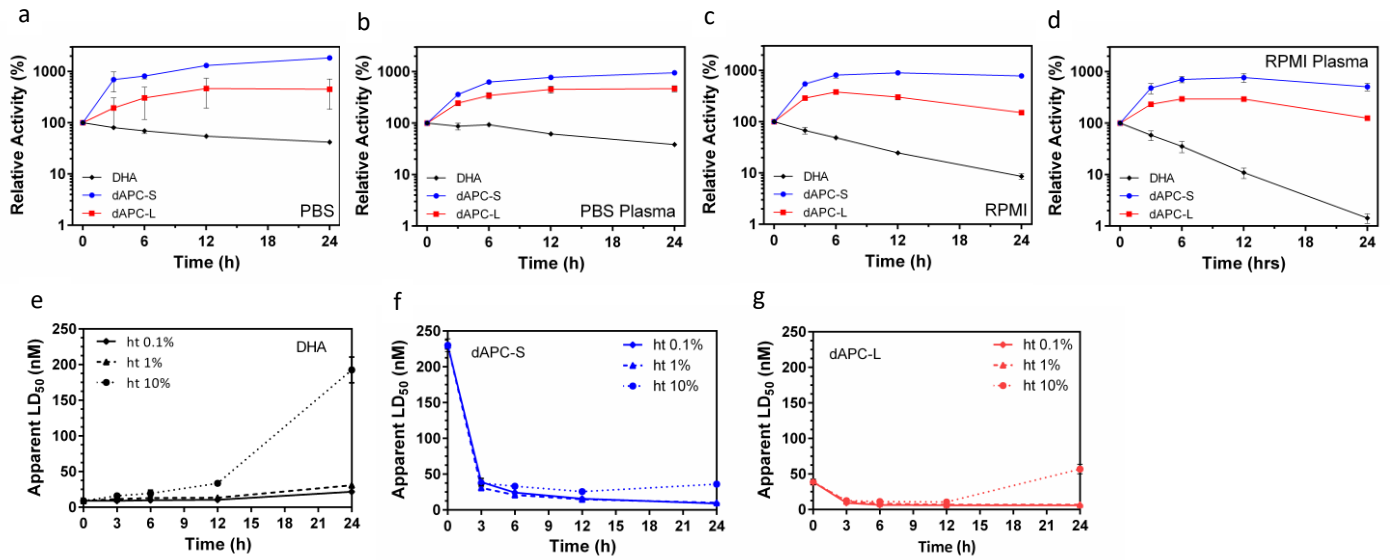 a
Relative Activity (%)
1000
100
10
1
DHA
dAPC-S
dAPC-L
PBS
0 3 6 12 24
Time (h)
b
Relative Activity (%)
1000
100
10
1
DHA
dAPC-S
dAPC-L
PBS Plasma
0 3 6 12 24
Time (h)
c
Relative Activity (%)
1000
100
10
1
DHA
dAPC-S
dAPC-L
RPMI
0 3 6 12 24
Time (h)
d
Relative Activity (%)
RPMI Plasma
1000
100
10
1
DHA
dAPC-S
dAPC-L
0 3 6 12 24
Time (hrs)
e
Apparent LD50 (nM)
250
200
150
100
50
0
ht 0.1%
ht 1%
ht 10%
DHA
0 3 6 9 12 15 18 21 24
Time (h)
f
Apparent LD50 (nM)
250
200
150
100
50
0
dAPC-S
ht 0.1%
ht 1%
ht 10%
0 3 6 9 12 15 18 21 24
Time (h)
g
Apparent LD50 (nM)
250
200
150
100
50
0
dAPC-L
ht 0.1%
ht 1%
ht 10%
0 3 6 9 12 15 18 21 24
Time (h)